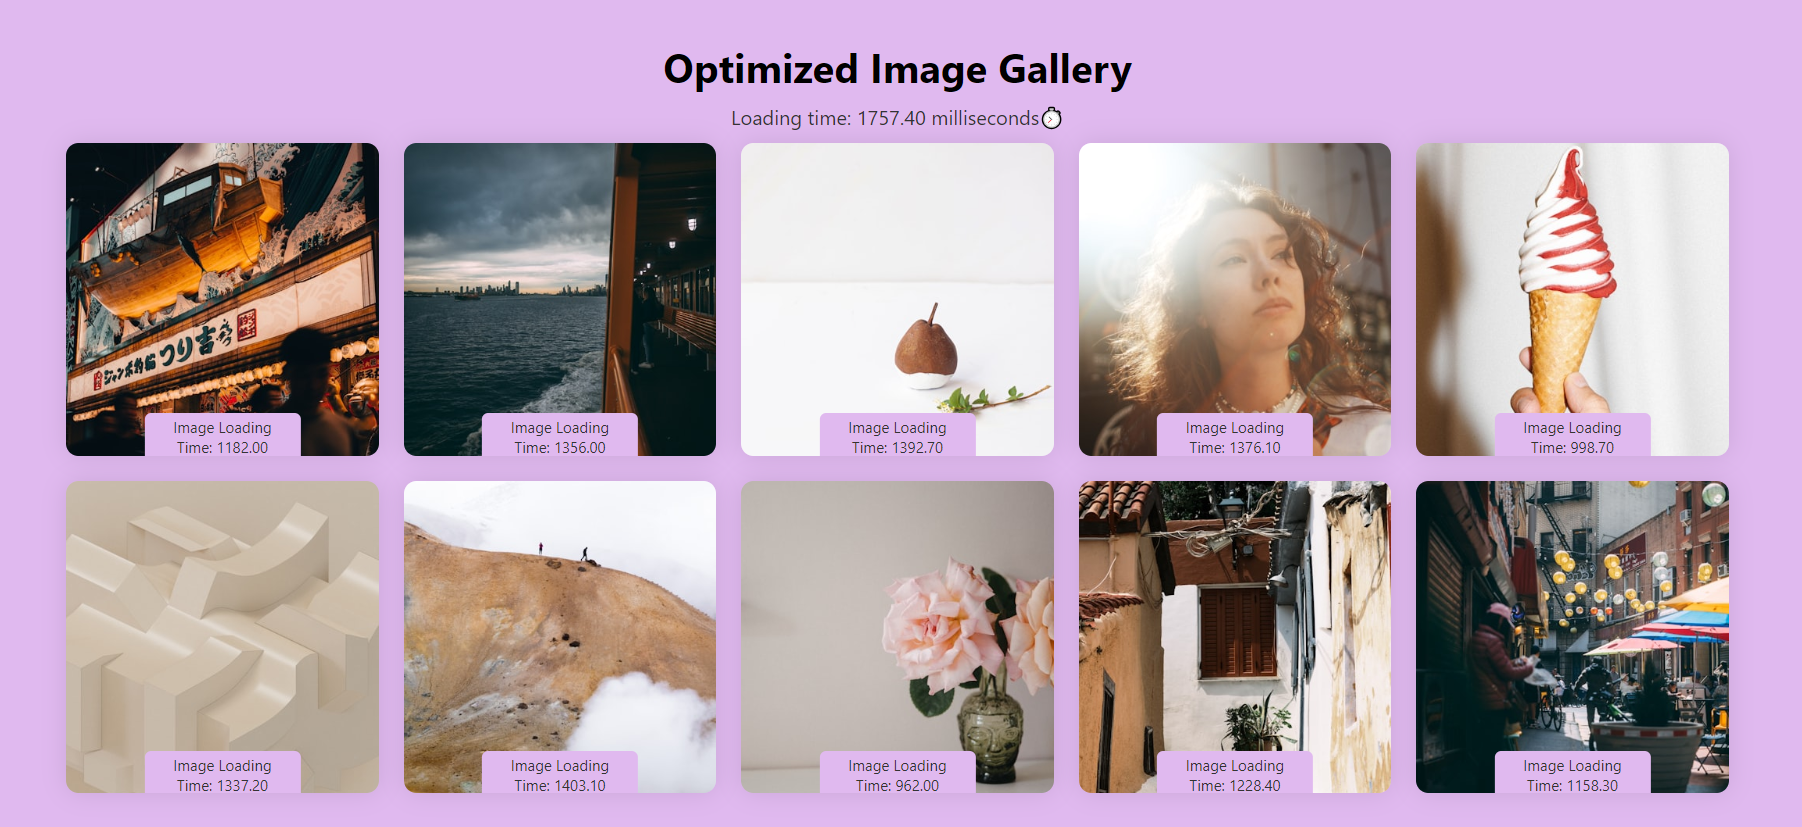 Optimized Image Gallery
Loading time: 1757.40 milliseconds
つり吉
Image Loading
Time: 1182.00
Image Loading
Time: 1356.00
Image Loading
Time: 1392.70
Image Loading
Time: 1376.10
Image Loading
Time: 998.70
Image Loading
Time: 1337.20
Image Loading
Time: 1403.10
Image Loading
Time: 962.00
Image Loading
Time: 1228.40
Image Loading
Time: 1158.30